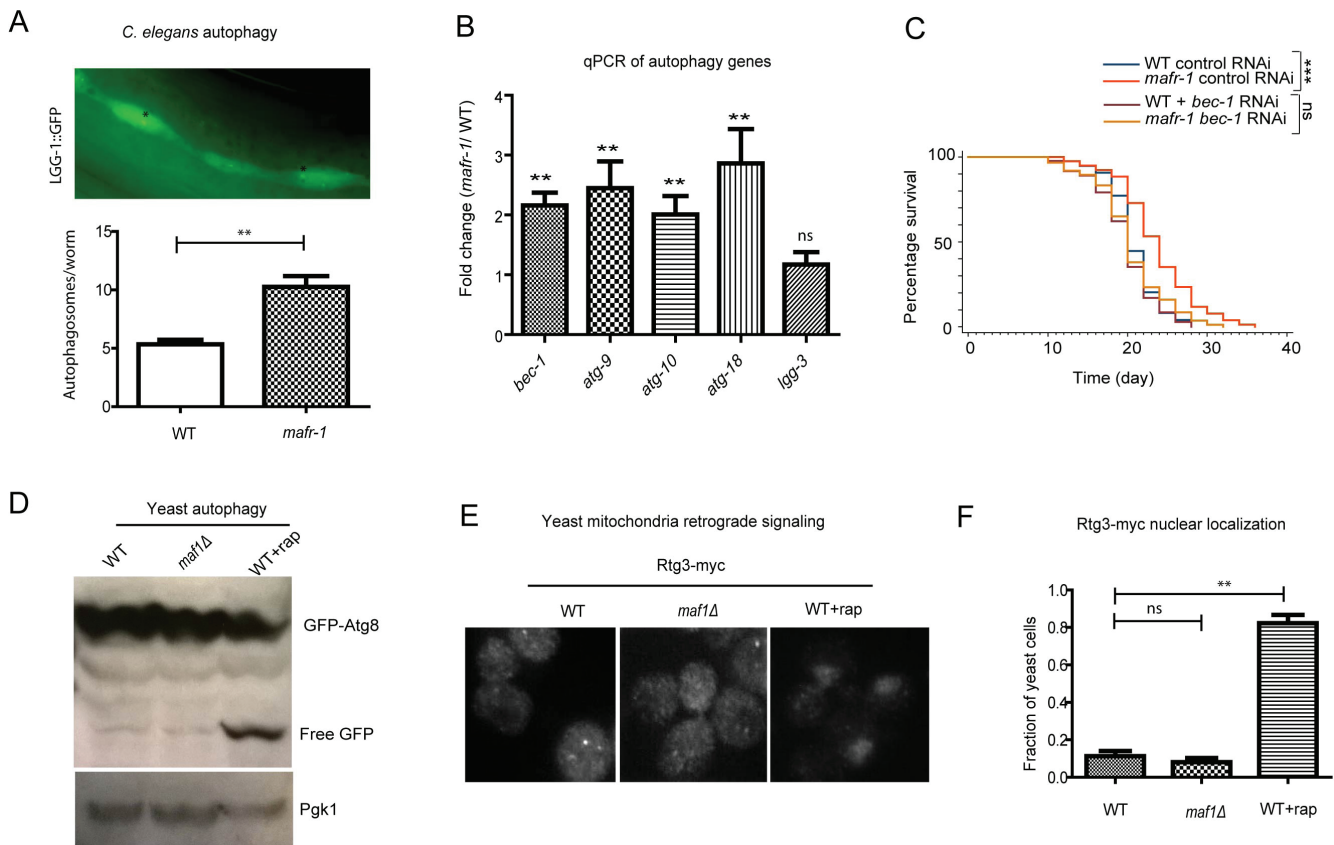 A
C. elegans autophagy
LGG-1::GFP
*
*
Autophagosomes/worm
15
10
5
0
**
WT
mafr-1
B
qPCR of autophagy genes
Fold change (mafr-1/ WT)
4
3
2
1
0
**
**
**
**
ns
bec-1
atg-9
atg-10
atg-18
lgg-3
C
WT control RNAi
mafr-1 control RNAi
***
WT + bec-1 RNAi
mafr-1 bec-1 RNAi
ns
Percentage survival
100
50
0
0
10
20
30
40
Time (day)
D
Yeast autophagy
WT
maf1Δ
WT+rap
GFP-Atg8
Free GFP
Pgk1
E
Yeast mitochondria retrograde signaling
Rtg3-myc
WT
maf1Δ
WT+rap
F
Rtg3-myc nuclear localization
Fraction of yeast cells
1.0
0.8
0.6
0.4
0.2
0.0
**
ns
WT
maf1Δ
WT+rap